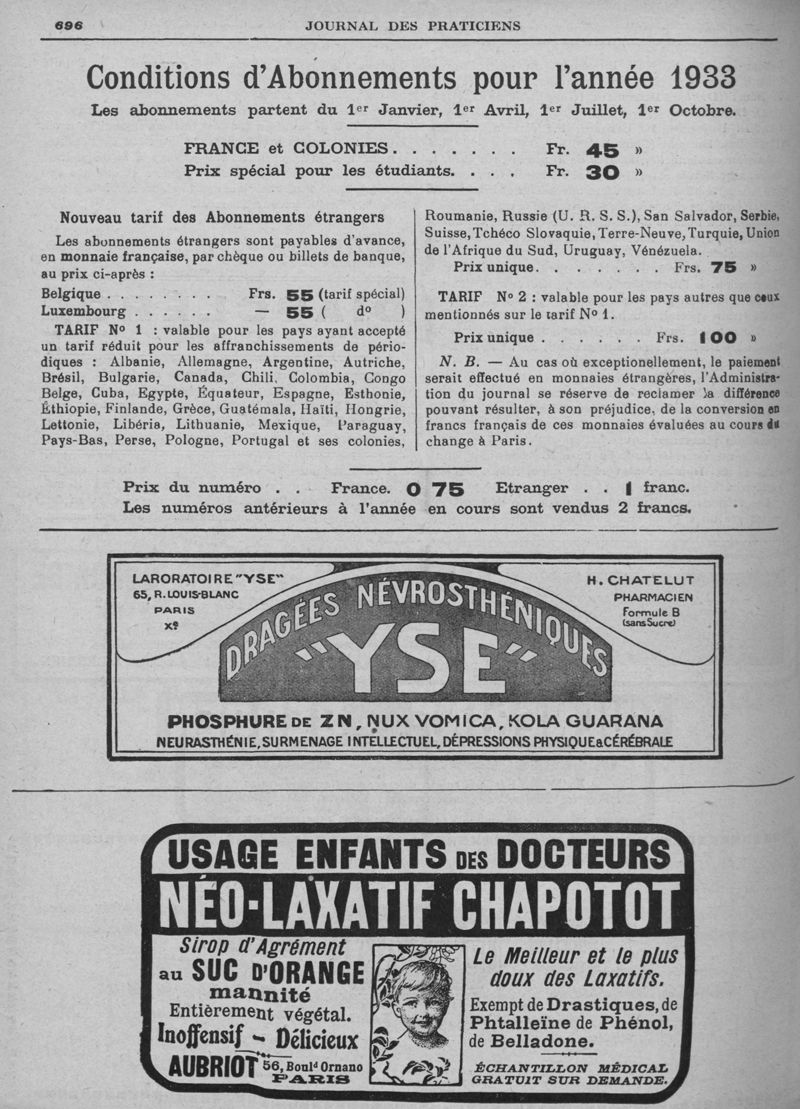 696
JOURNAL DES PRATICIENS
Conditions d'Abonnements pour l'année 1933
Les abonnements partent du 1er Janvier, 1er Avril, 1er Juillet, 1er Octobre.
FRANCE et COLONIES. . . . . . . Fr. 45 »
Prix spécial pour les étudiants. . . . Fr. 30 »
Nouveau tarif des Abonnements étrangers
Les abonnements étrangers sont payables d'avance,
en monnaie française, par chèque ou billets de banque,
au prix ci-après :
Belgique . . . . . . . . Frs. 55 (tarif spécial)
Luxembourg . . . . . . — 55 ( do )
TARIF No 1 : valable pour les pays ayant accepté
un tarif réduit pour les affranchissements de pério-
diques : Albanie, Allemagne, Argentine, Autriche,
Brésil, Bulgarie, Canada, Chili, Colombia, Congo
Belge, Cuba, Egypte, Équateur, Espagne, Esthonie,
Éthiopie, Finlande, Grèce, Guatémala, Haïti, Hongrie,
Lettonie, Libéria, Lithuanie, Mexique, Paraguay,
Pays-Bas, Perse, Pologne, Portugal et ses colonies,
Roumanie, Russie (U. R. S. S.), San Salvador, Serbie,
Suisse, Tchéco Slovaquie, Terre-Neuve, Turquie, Union
de l'Afrique du Sud, Uruguay, Vénézuela.
Prix unique. . . . . . . . Frs. 75 »
TARIF No 2 : valable pour les pays autres que ceux
mentionnés sur le tarif No 1.
Prix unique . . . . . . Frs. 100 »
N. B. — Au cas où exceptionellement, le paiement
serait effectué en monnaies étrangères, l'Administra-
tion du journal se réserve de reclamer la différence
pouvant résulter, à son préjudice, de la conversion en
francs français de ces monnaies évaluées au cours du
change à Paris.
Prix du numéro . . France. 0 75 Etranger . . 1 franc.
Les numéros antérieurs à l'année en cours sont vendus 2 francs.
LARORATOIRE "YSE"
65, R. LOUIS-BLANC
PARIS
Xe
H. CHATELUT
PHARMACIEN
Formule B
(sans Sucre)
DRAGÉES NÉVROSTHÉNIQUES
"YSE"
PHOSPHURE DE ZN, NUX VOMICA, KOLA GUARANA
NEURASTHÉNIE, SURMENAGE INTELLECTUEL, DÉPRESSIONS PHYSIQUE & CÉRÉBRALE
USAGE ENFANTS DES DOCTEURS
NÉO-LAXATIF CHAPOTOT
Sirop d'Agrément
au SUC D'ORANGE
mannité
Entièrement végétal.
Inoffensif - Délicieux
AUBRIOT 56, Bould Ornano
PARIS
Le Meilleur et le plus
doux des Laxatifs.
Exempt de Drastiques, de
Phtalleïne de Phénol,
de Belladone.
ÉCHANTILLON MÉDICAL
GRATUIT SUR DEMANDE.